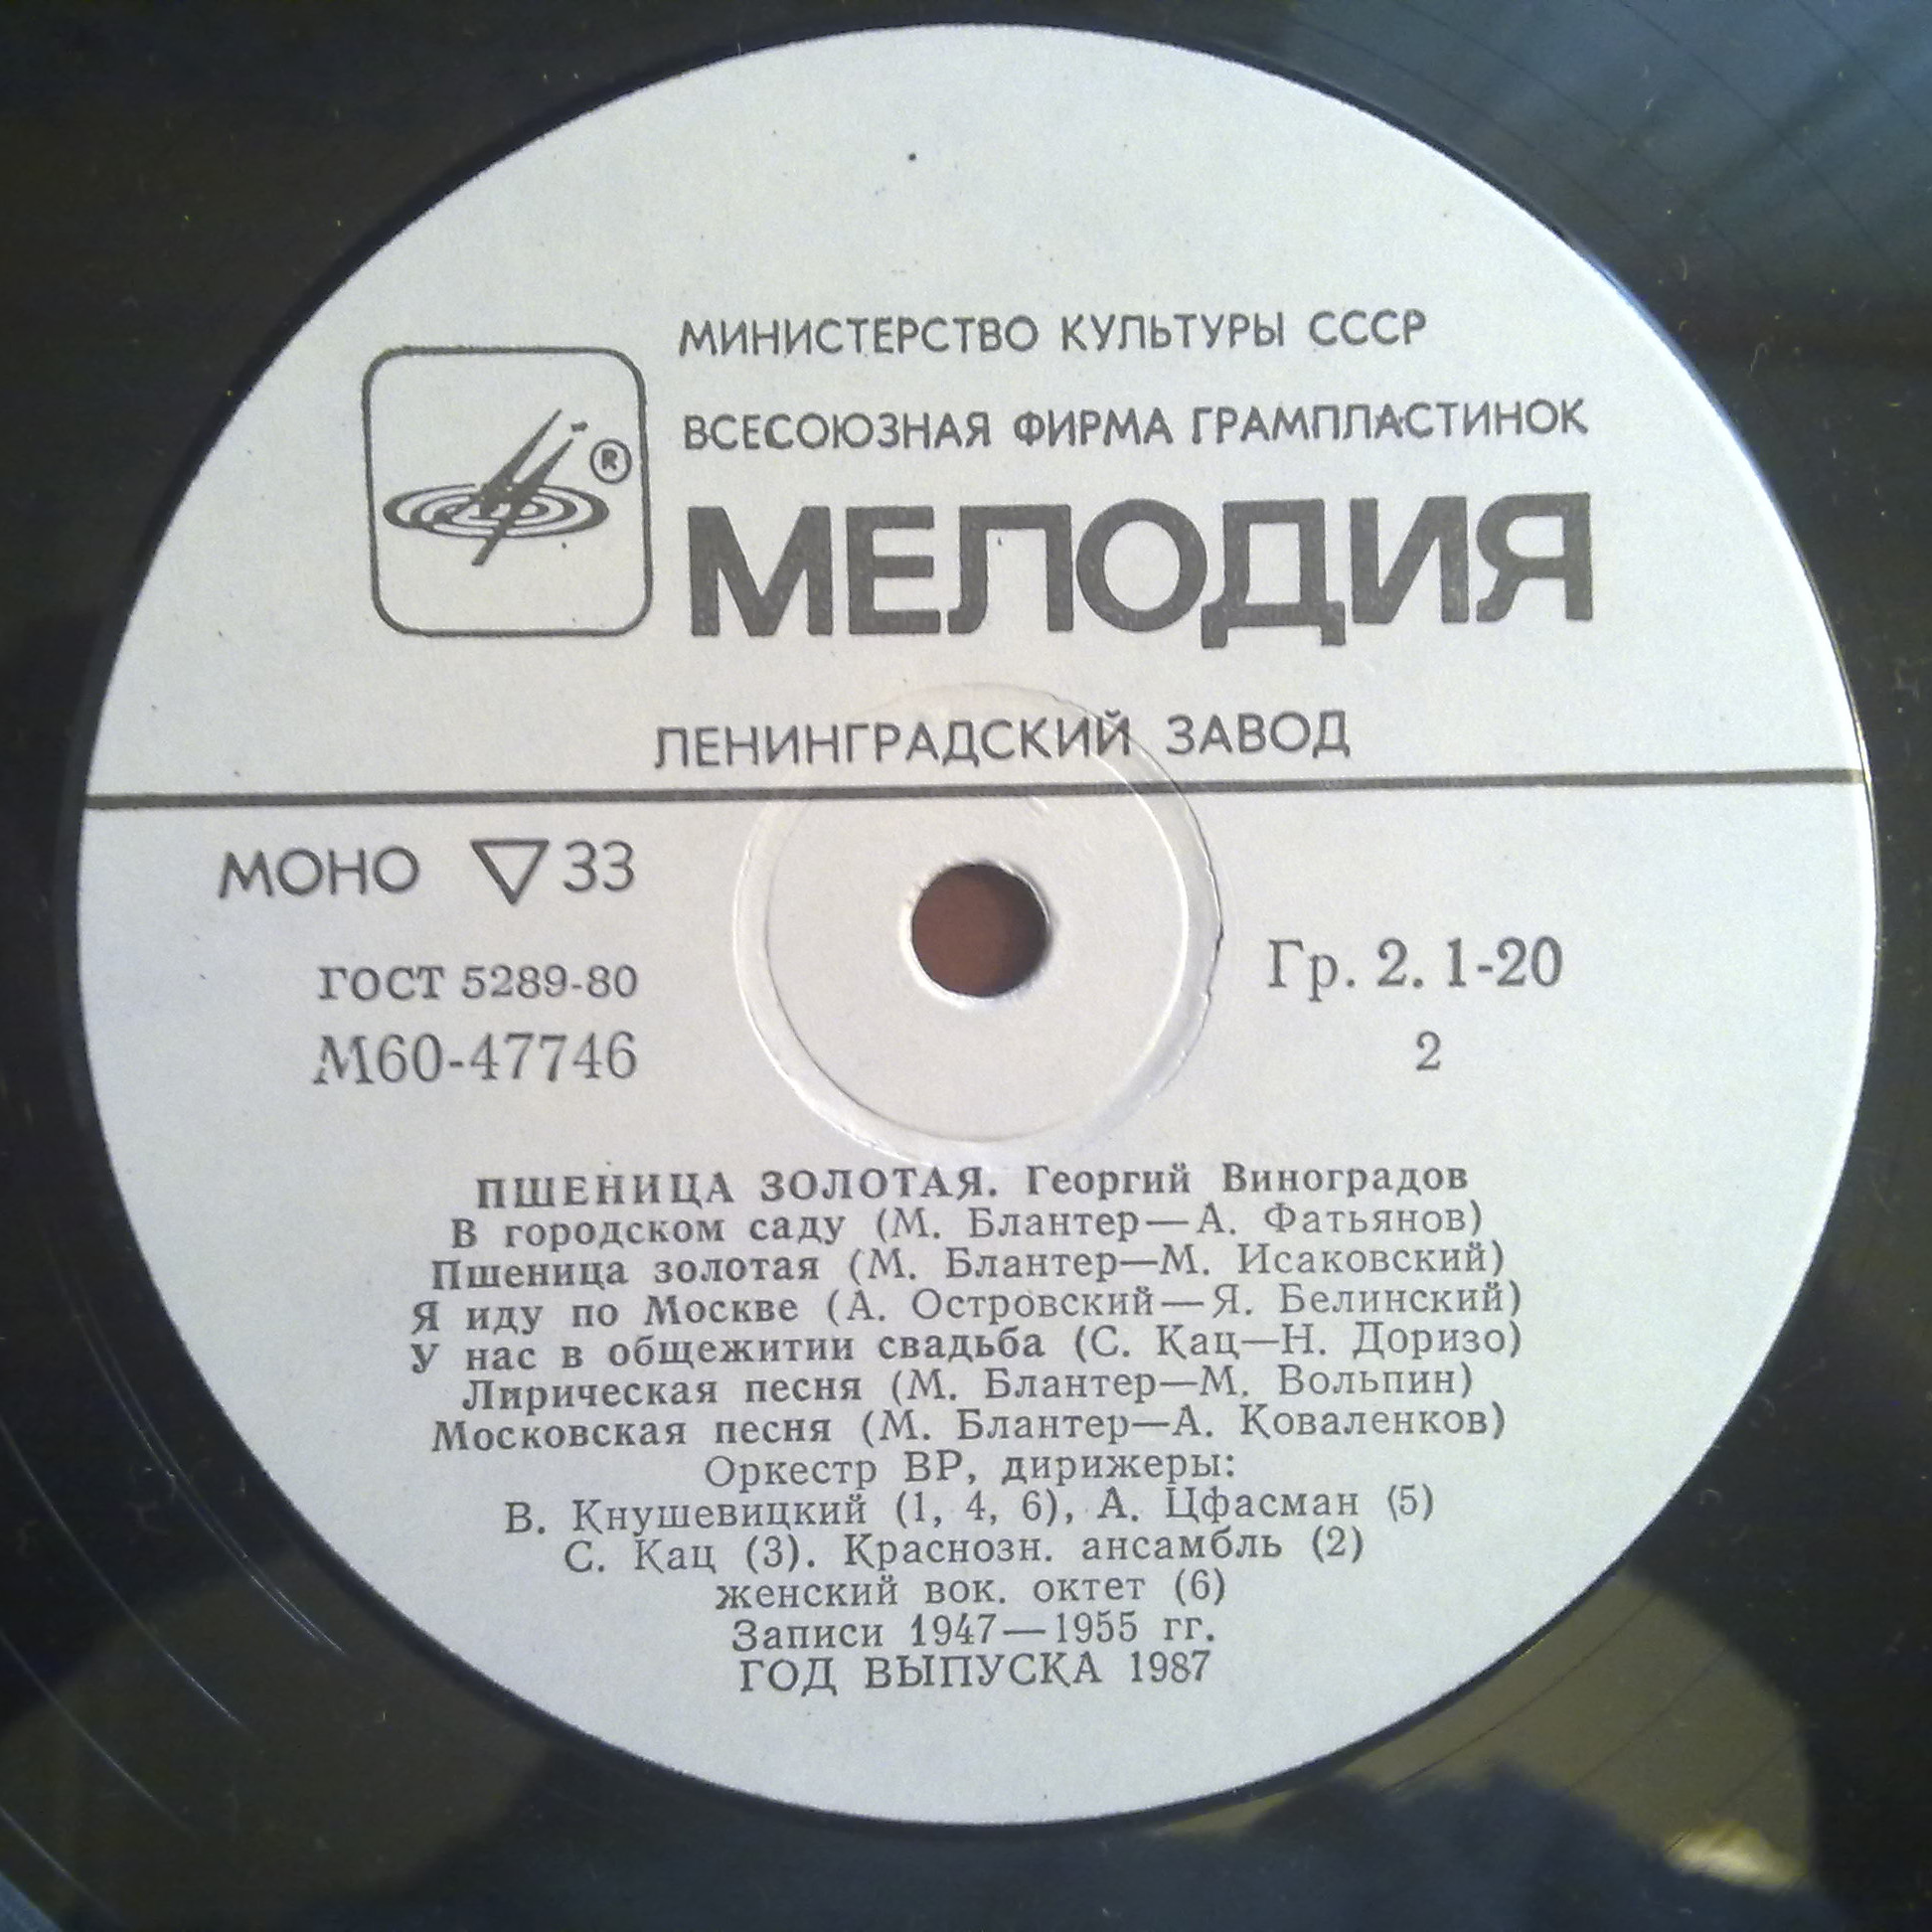 МИНИСТЕРСТВО КУЛЬТУРЫ СССР
ВСЕСОЮЗНАЯ ФИРМА ГРАМПЛАСТИНОК
®
МЕЛОДИЯ
ЛЕНИНГРАДСКИЙ ЗАВОД
МОНО ▽ 33
ГОСТ 5289-80
М60-47746
Гр. 2. 1-20
2
ПШЕНИЦА ЗОЛОТАЯ. Георгий Виноградов
В городском саду (М. Блантер—А. Фатьянов)
Пшеница золотая (М. Блантер—М. Исаковский)
Я иду по Москве (А. Островский—Я. Белинский)
У нас в общежитии свадьба (С. Кац—Н. Доризо)
Лирическая песня (М. Блантер—М. Вольпин)
Московская песня (М. Блантер—А. Коваленков)
Оркестр ВР, дирижеры:
В. Кнушевицкий (1, 4, 6), А. Цфасман (5)
С. Кац (3). Краснозн. ансамбль (2)
женский вок. октет (6)
Записи 1947—1955 гг.
ГОД ВЫПУСКА 1987